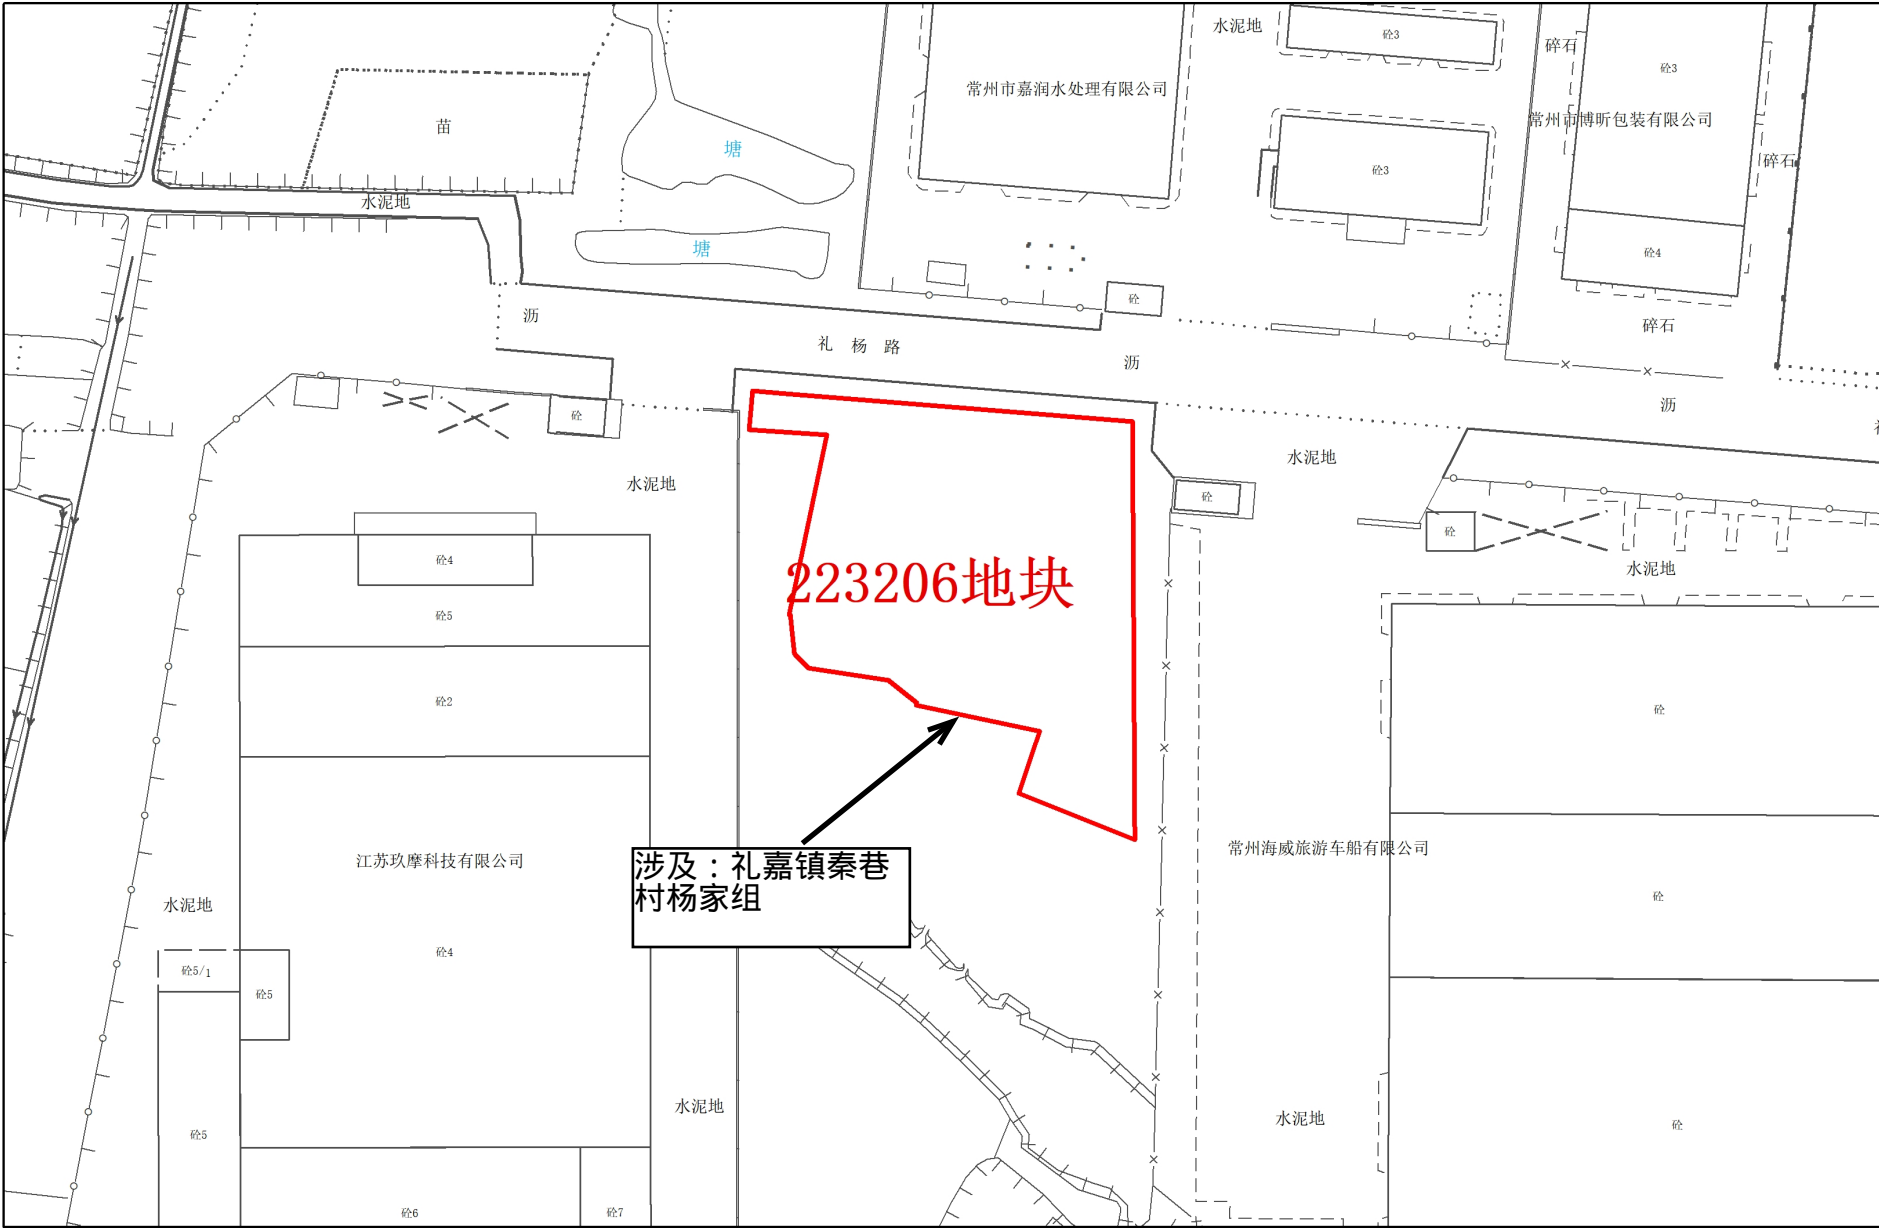 水泥地
砼3
碎石
砼3
常州市嘉润水处理有限公司
常州市博昕包装有限公司
苗
塘
碎石
砼3
水泥地
塘
砼4
砼
沥
碎石
礼杨路
沥
沥
砼
水泥地
水泥地
砼
砼
砼4
水泥地
223206地块
砼5
砼2
砼
涉及：礼嘉镇秦巷
村杨家组
江苏玖摩科技有限公司
常州海威旅游车船有限公司
水泥地
砼
砼4
砼5/1
砼5
水泥地
水泥地
砼
砼5
砼6
砼7